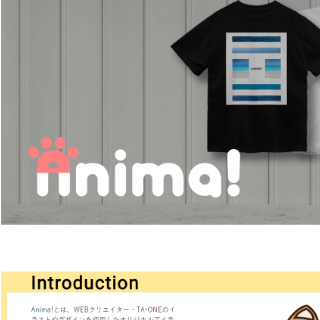 Anima!
Introduction
Anima!とは、WEBクリエイター・TA-ONEのイ
ラストやデザインを使用したオリジナルアイテ